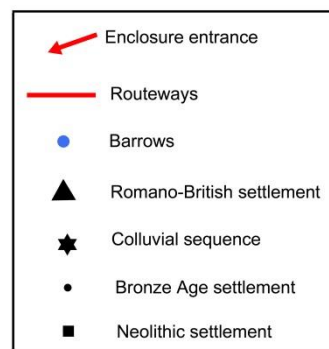 Enclosure entrance
Routeways
Barrows
Romano-British settlement
Colluvial sequence
Bronze Age settlement
Neolithic settlement